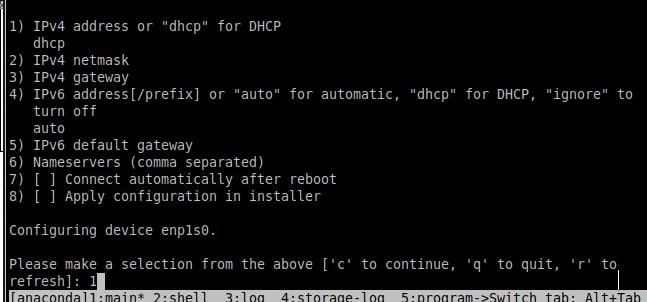 1) IPv4 address or "dhcp" for DHCP
dhcp
2) IPv4 netmask
3) IPv4 gateway
4) IPv6 address[/prefix] or "auto" for automatic, "dhcp" for DHCP, "ignore" to
turn off
auto
5) IPv6 default gateway
6) Nameservers (comma separated)
7) [ ] Connect automatically after reboot
8) [ ] Apply configuration in installer
Configuring device enp1s0.
Please make a selection from the above ['c' to continue, 'q' to quit, 'r' to
refresh]: 1
[anaconda]1:main* 2:shell  3:log  4:storage-log  5:program->Switch tab: Alt+Tab